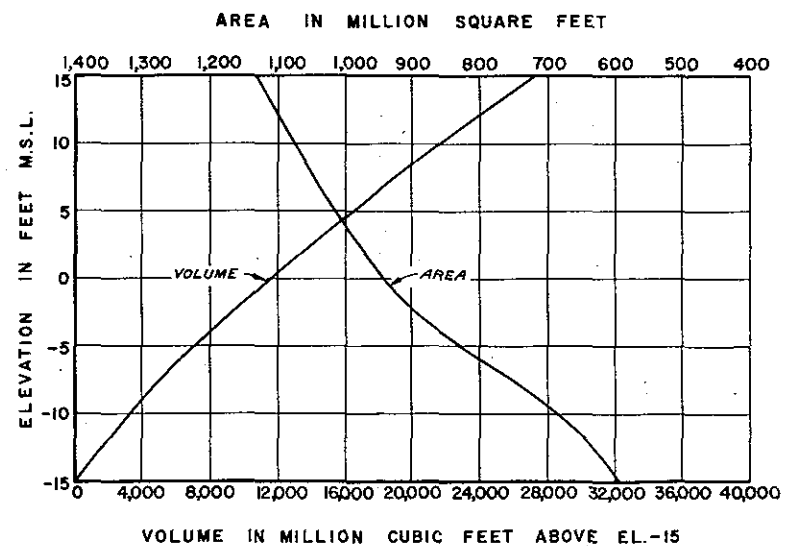 AREA IN MILLION SQUARE FEET
1,400 1,300 1,200 1,100 1,000 900 800 700 600 500 400
ELEVATION IN FEET M.S.L.
15
10
5
0
-5
-10
-15
VOLUME
AREA
0 4,000 8,000 12,000 16,000 20,000 24,000 28,000 32,000 36,000 40,000
VOLUME IN MILLION CUBIC FEET ABOVE EL.-15